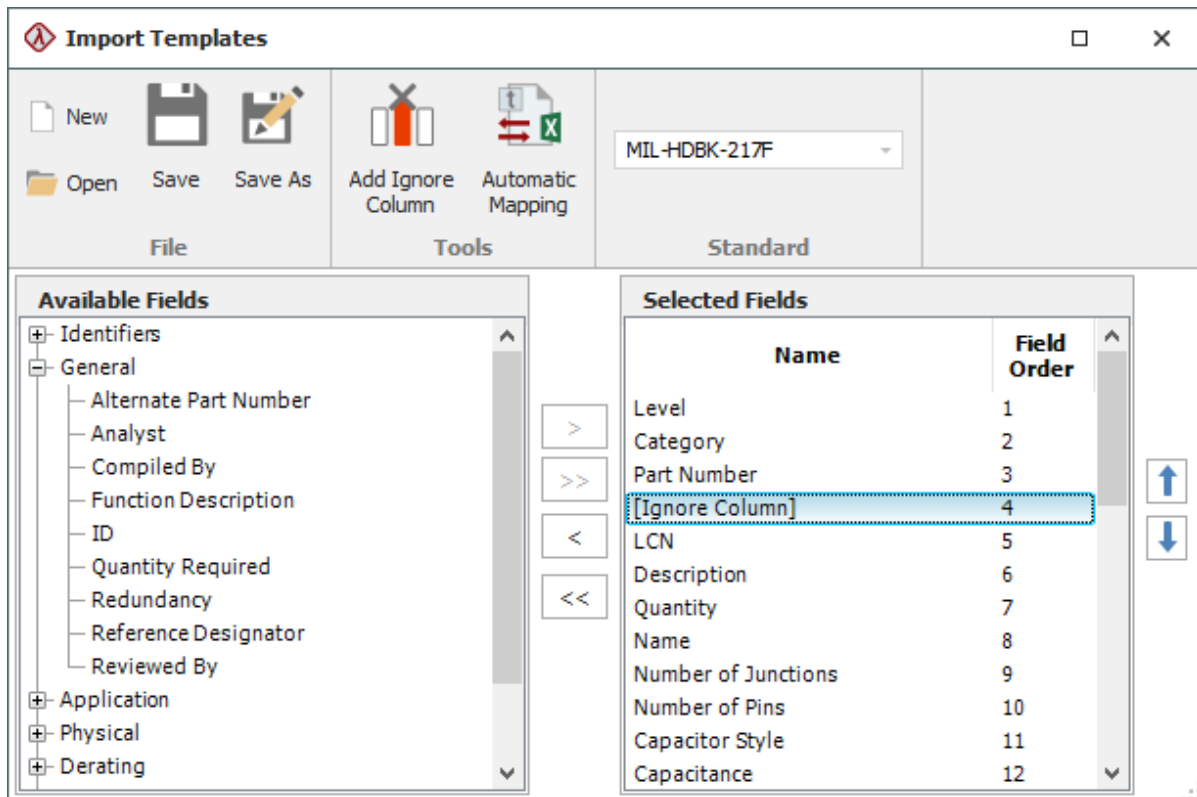 Import Templates
New
Open
Save
Save As
File
Add Ignore
Column
Automatic
Mapping
Tools
MIL-HDBK-217F
Standard
Available Fields
Identifiers
General
Alternate Part Number
Analyst
Compiled By
Function Description
ID
Quantity Required
Redundancy
Reference Designator
Reviewed By
Application
Physical
Derating
>
>>
<
<<
Selected Fields
Name Field
Order
Level 1
Category 2
Part Number 3
[Ignore Column] 4
LCN 5
Description 6
Quantity 7
Name 8
Number of Junctions 9
Number of Pins 10
Capacitor Style 11
Capacitance 12